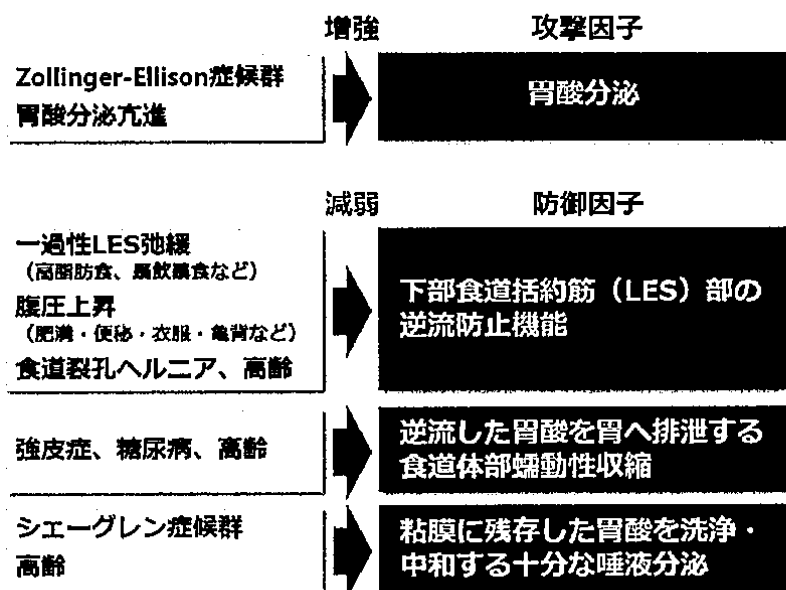 増強 攻撃因子
Zollinger-Ellison症候群
胃酸分泌亢進
胃酸分泌
減弱 防御因子
一過性LES弛緩
（高脂肪食、暴飲暴食など）
腹圧上昇
（肥満・便秘・衣服・亀背など）
食道裂孔ヘルニア、高齢
下部食道括約筋（LES）部の
逆流防止機能
強皮症、糖尿病、高齢
逆流した胃酸を胃へ排泄する
食道体部蠕動性収縮
シェーグレン症候群
高齢
粘膜に残存した胃酸を洗浄・
中和する十分な唾液分泌